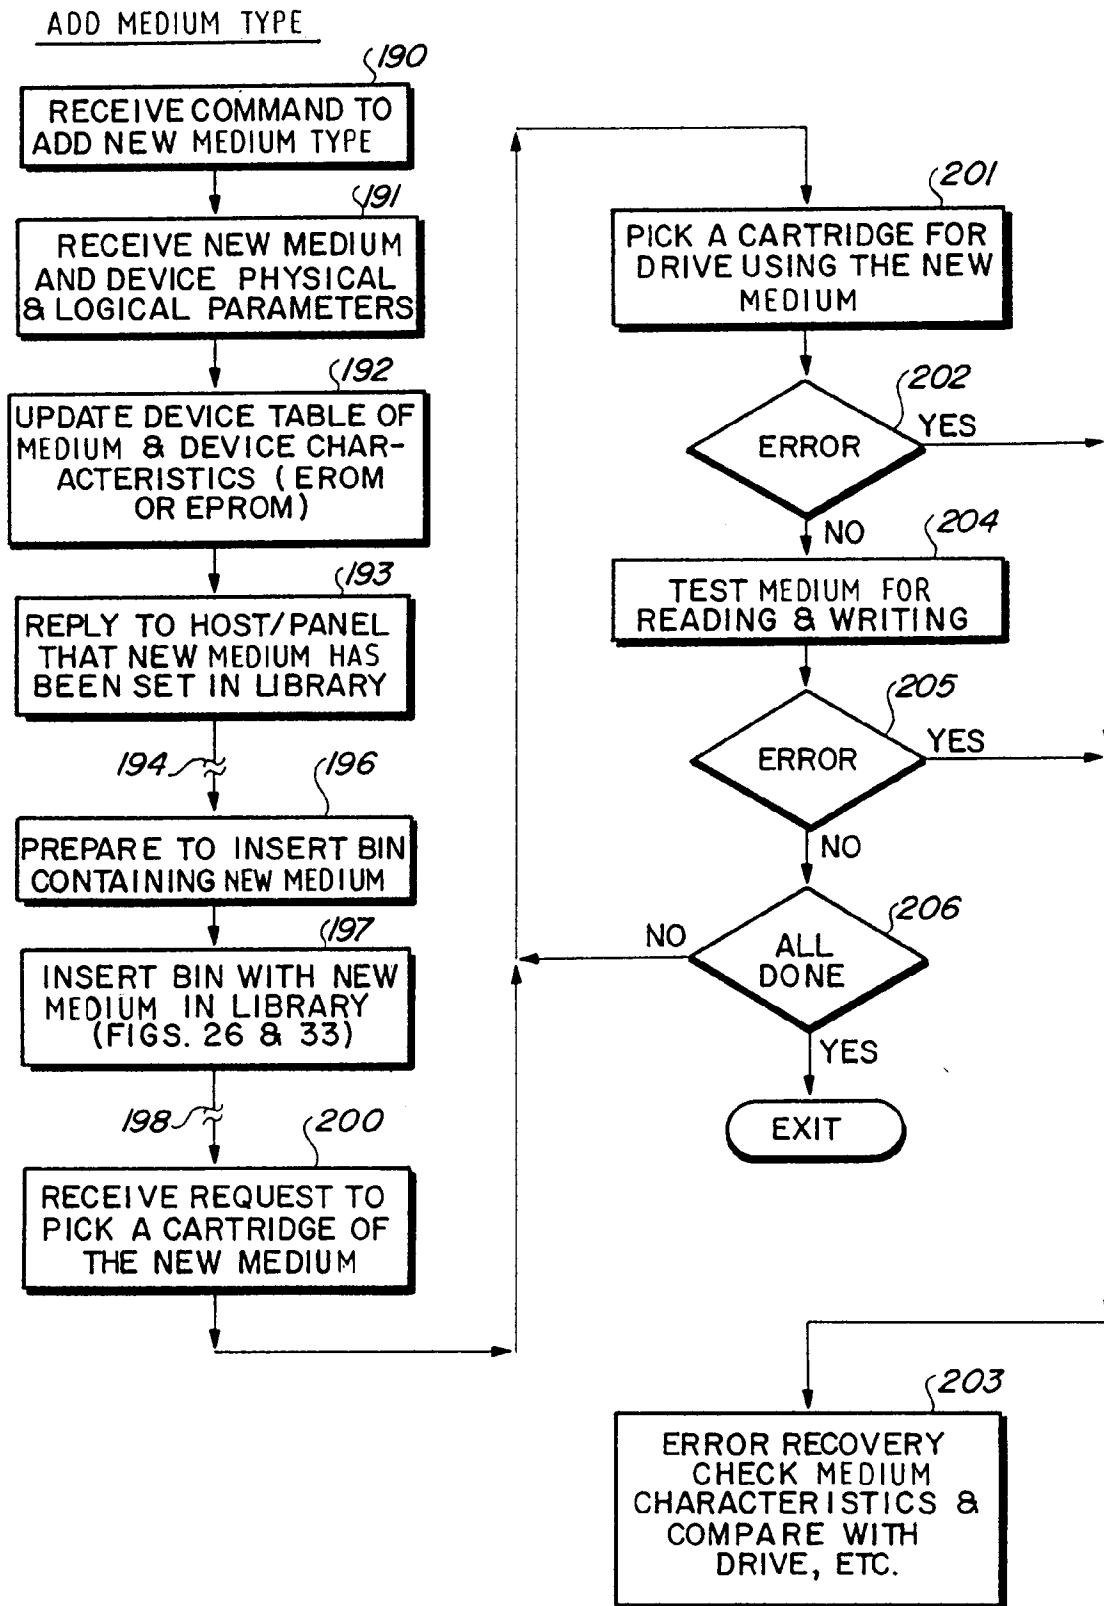 ADD MEDIUM TYPE
190
RECEIVE COMMAND TO
ADD NEW MEDIUM TYPE
191
RECEIVE NEW MEDIUM
AND DEVICE PHYSICAL
& LOGICAL PARAMETERS
192
UPDATE DEVICE TABLE OF
MEDIUM & DEVICE CHAR-
ACTERISTICS (EROM
OR EPROM)
193
REPLY TO HOST/PANEL
THAT NEW MEDIUM HAS
BEEN SET IN LIBRARY
194
196
PREPARE TO INSERT BIN
CONTAINING NEW MEDIUM
197
INSERT BIN WITH NEW
MEDIUM IN LIBRARY
(FIGS. 26 & 33)
198
200
RECEIVE REQUEST TO
PICK A CARTRIDGE OF
THE NEW MEDIUM
201
PICK A CARTRIDGE FOR
DRIVE USING THE NEW
MEDIUM
202
ERROR
YES
NO
204
TEST MEDIUM FOR
READING & WRITING
205
ERROR
YES
NO
206
NO
ALL
DONE
YES
EXIT
203
ERROR RECOVERY
CHECK MEDIUM
CHARACTERISTICS &
COMPARE WITH
DRIVE, ETC.